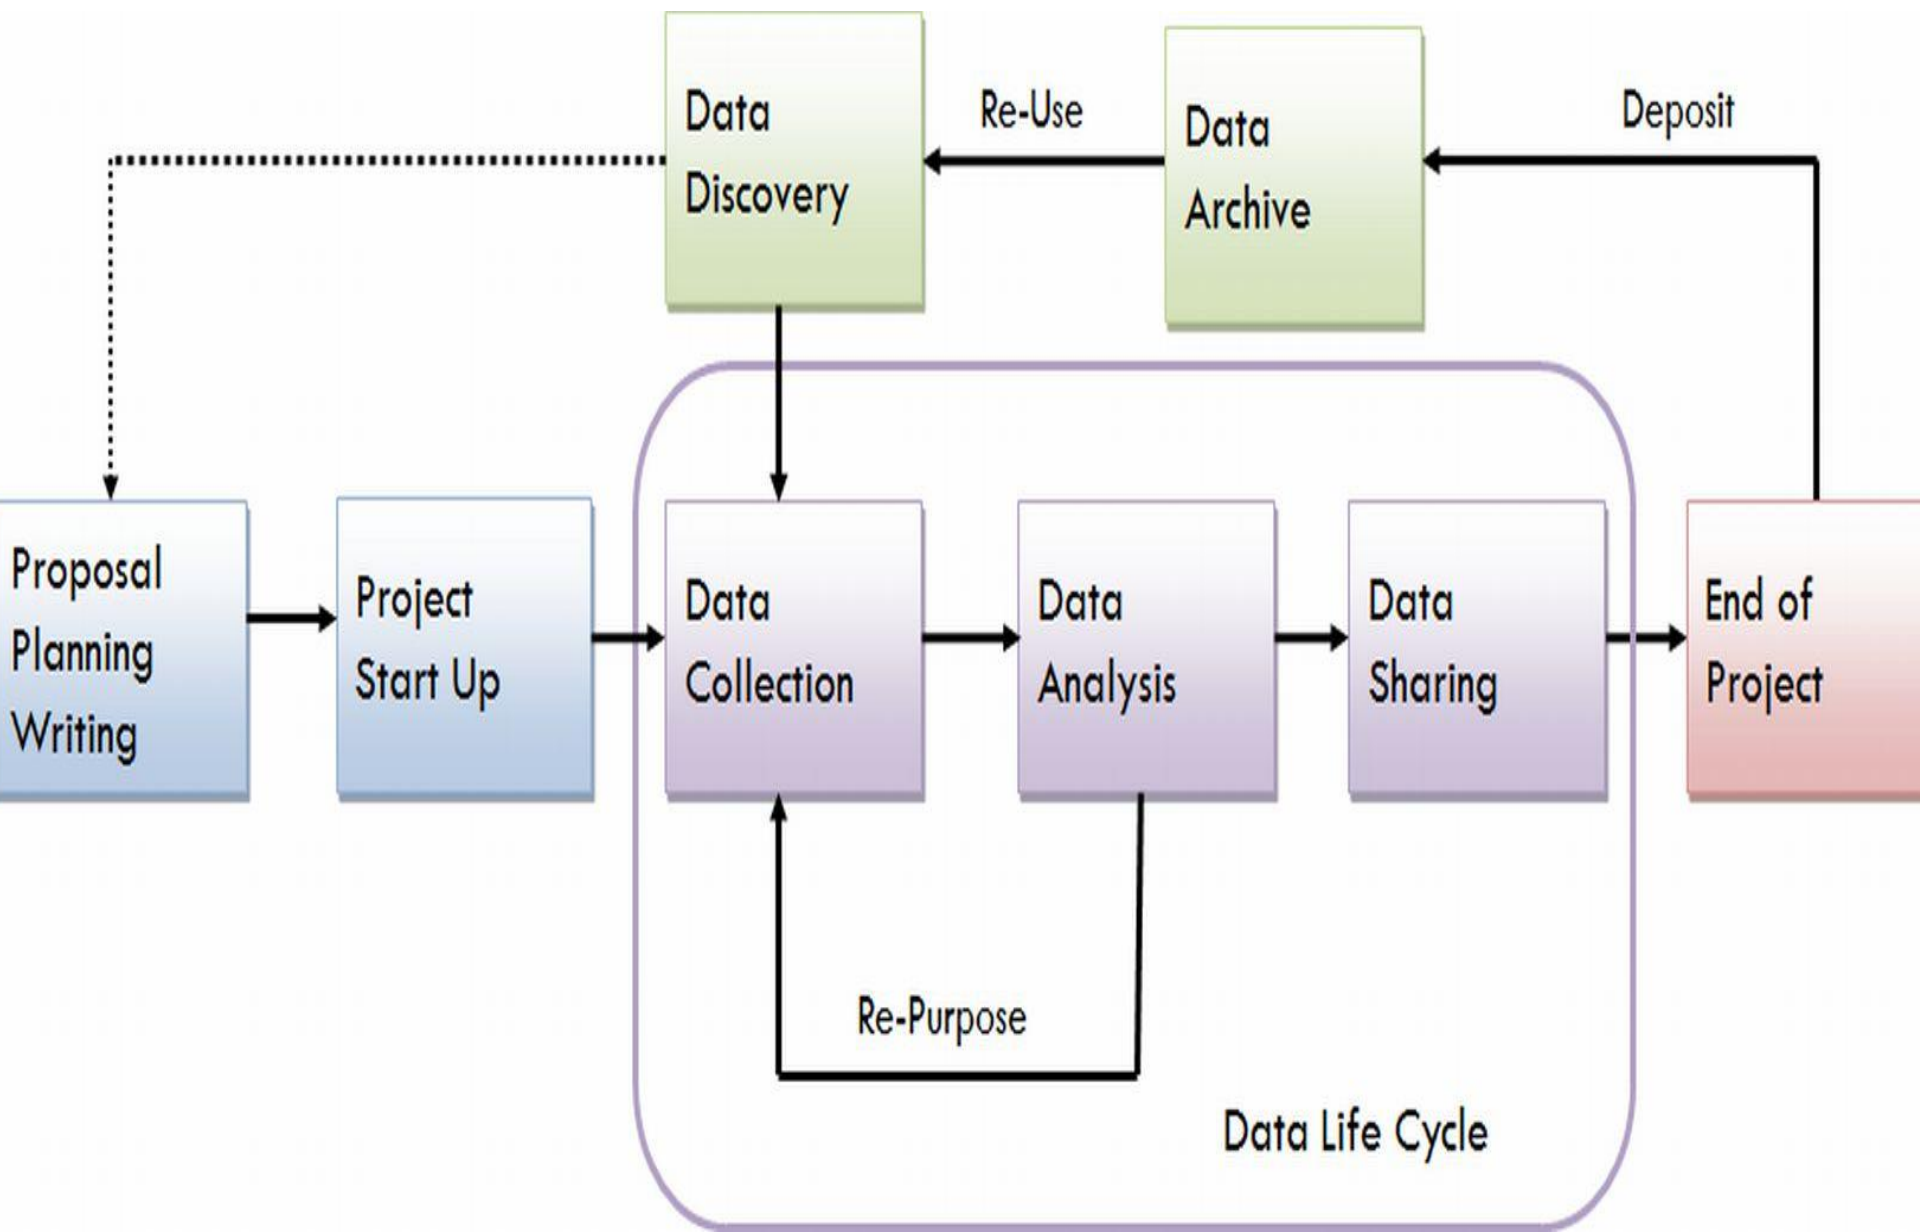 Data
Discovery
Re-Use
Data
Archive
Deposit
Proposal
Planning
Writing
Project
Start Up
Data
Collection
Data
Analysis
Data
Sharing
End of
Project
Re-Purpose
Data Life Cycle